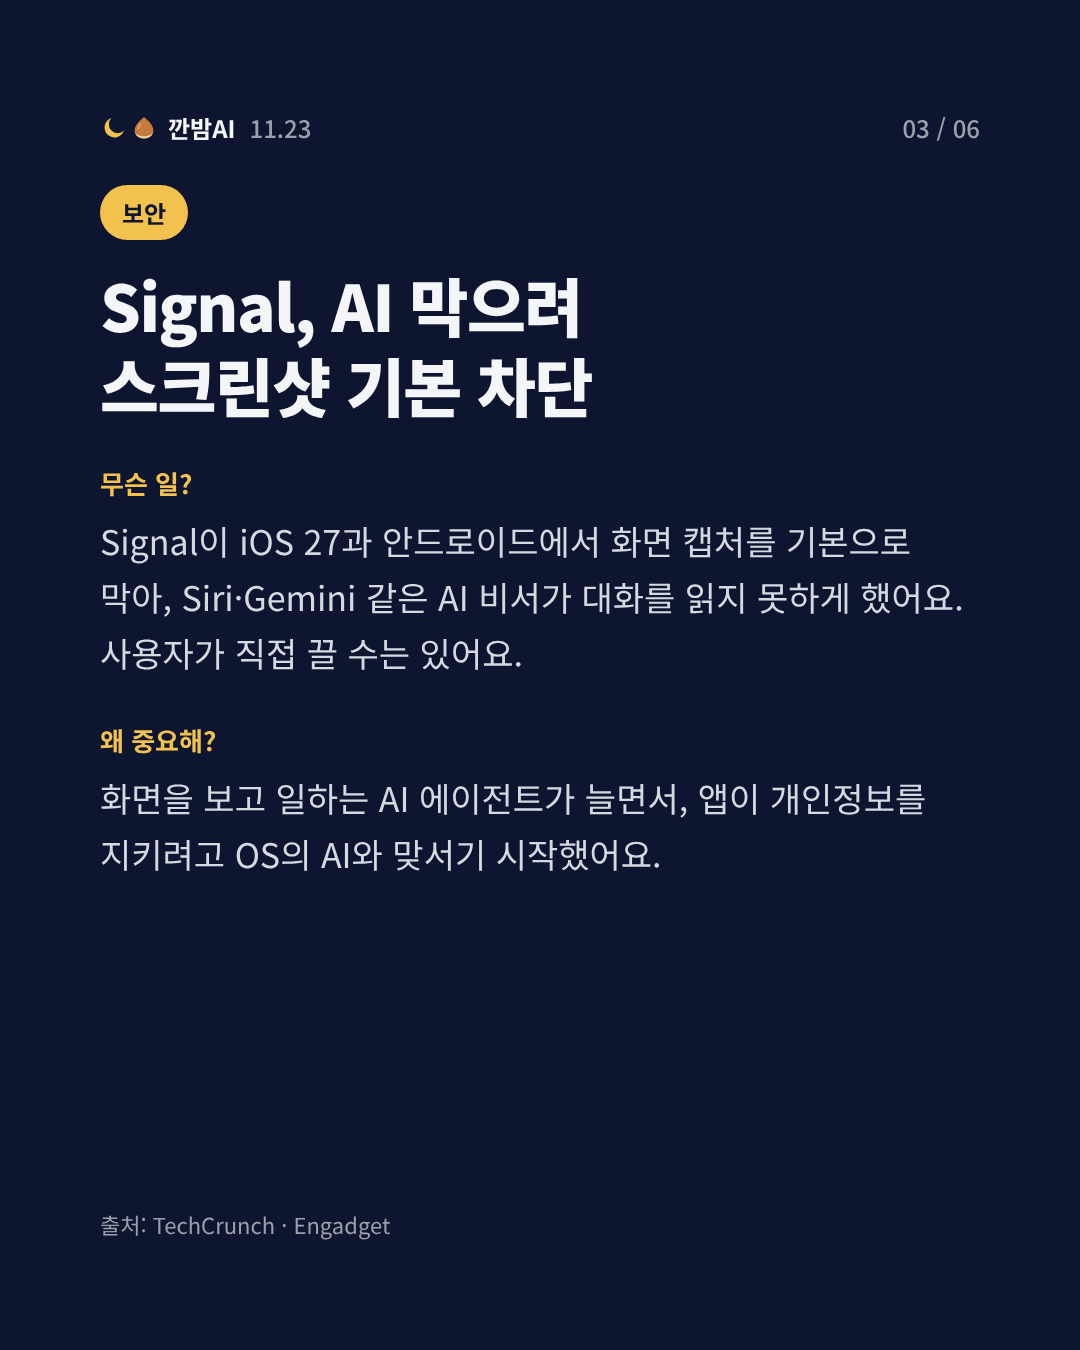 깐밤AI 11.23
03 / 06
보안
Signal, AI 막으려
스크린샷 기본 차단
무슨 일?
Signal이 iOS 27과 안드로이드에서 화면 캡처를 기본으로
막아, Siri·Gemini 같은 AI 비서가 대화를 읽지 못하게 했어요.
사용자가 직접 끌 수는 있어요.
왜 중요해?
화면을 보고 일하는 AI 에이전트가 늘면서, 앱이 개인정보를
지키려고 OS의 AI와 맞서기 시작했어요.
출처: TechCrunch · Engadget